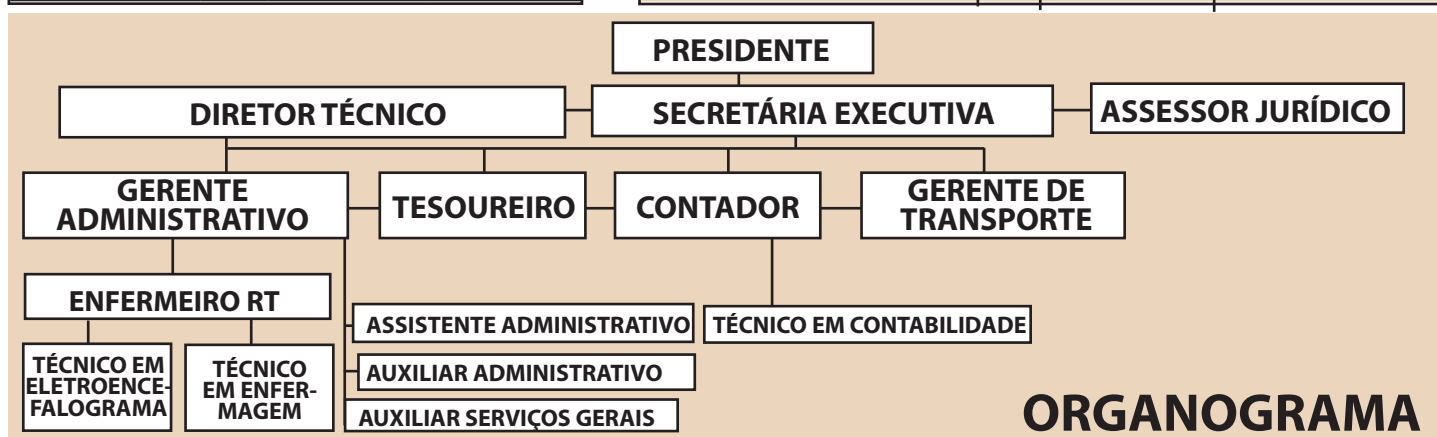 PRESIDENTE
DIRETOR TÉCNICO
SECRETÁRIA EXECUTIVA
ASSESSOR JURÍDICO
GERENTE
ADMINISTRATIVO
TESOUREIRO
CONTADOR
GERENTE DE
TRANSPORTE
ENFERMEIRO RT
ASSISTENTE ADMINISTRATIVO
TÉCNICO EM CONTABILIDADE
TÉCNICO EM
ELETROENCE-
FALOGRAMA
TÉCNICO
EM ENFER-
MAGEM
AUXILIAR ADMINISTRATIVO
AUXILIAR SERVIÇOS GERAIS
ORGANOGRAMA